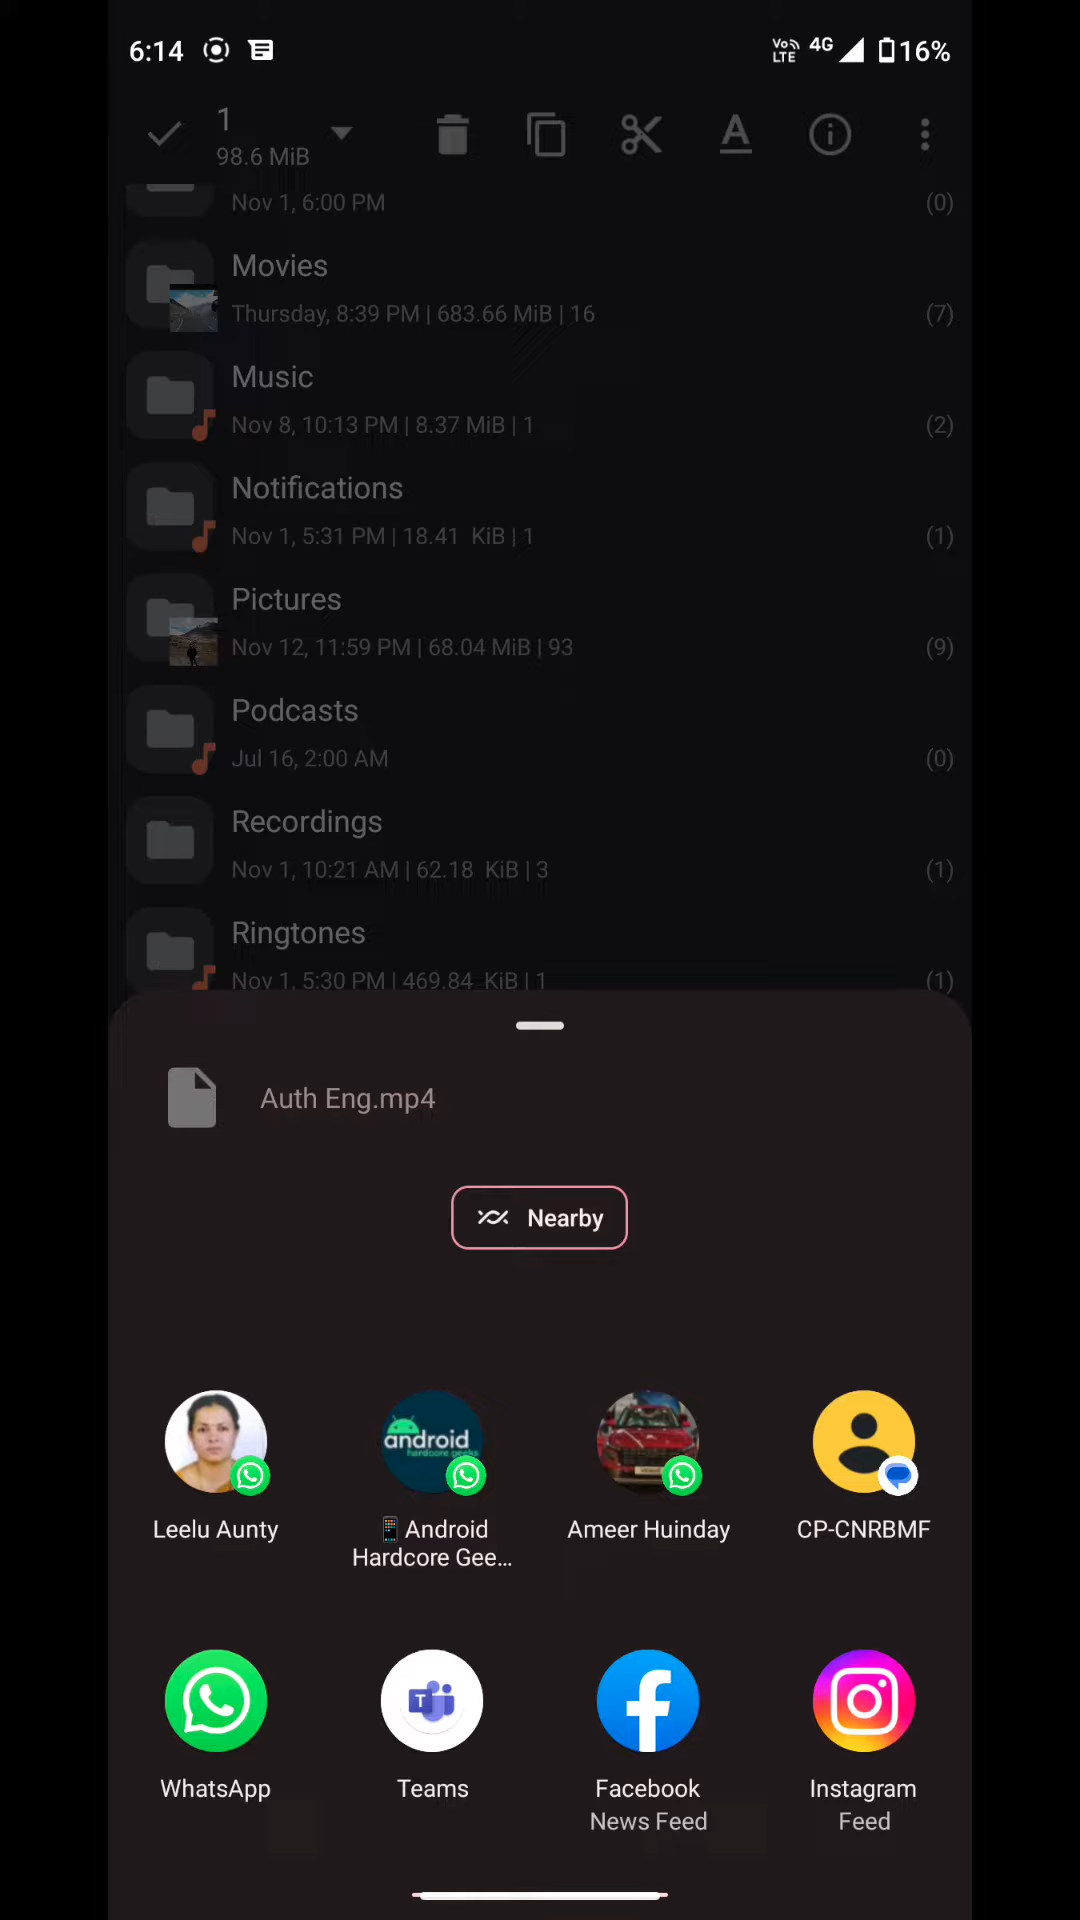 6:14 Vo LTE 4G 16%
1
98.6 MiB
Nov 1, 6:00 PM (0)
Movies
Thursday, 8:39 PM | 683.66 MiB | 16 (7)
Music
Nov 8, 10:13 PM | 8.37 MiB | 1 (2)
Notifications
Nov 1, 5:31 PM | 18.41 KiB | 1 (1)
Pictures
Nov 12, 11:59 PM | 68.04 MiB | 93 (9)
Podcasts
Jul 16, 2:00 AM (0)
Recordings
Nov 1, 10:21 AM | 62.18 KiB | 3 (1)
Ringtones
Nov 1, 5:30 PM | 469.84 KiB | 1 (1)
Auth Eng.mp4
Nearby
android
hardcore geeks
Leelu Aunty 📱Android Ameer Huinday CP-CNRBMF
Hardcore Gee...
WhatsApp Teams Facebook Instagram
News Feed Feed